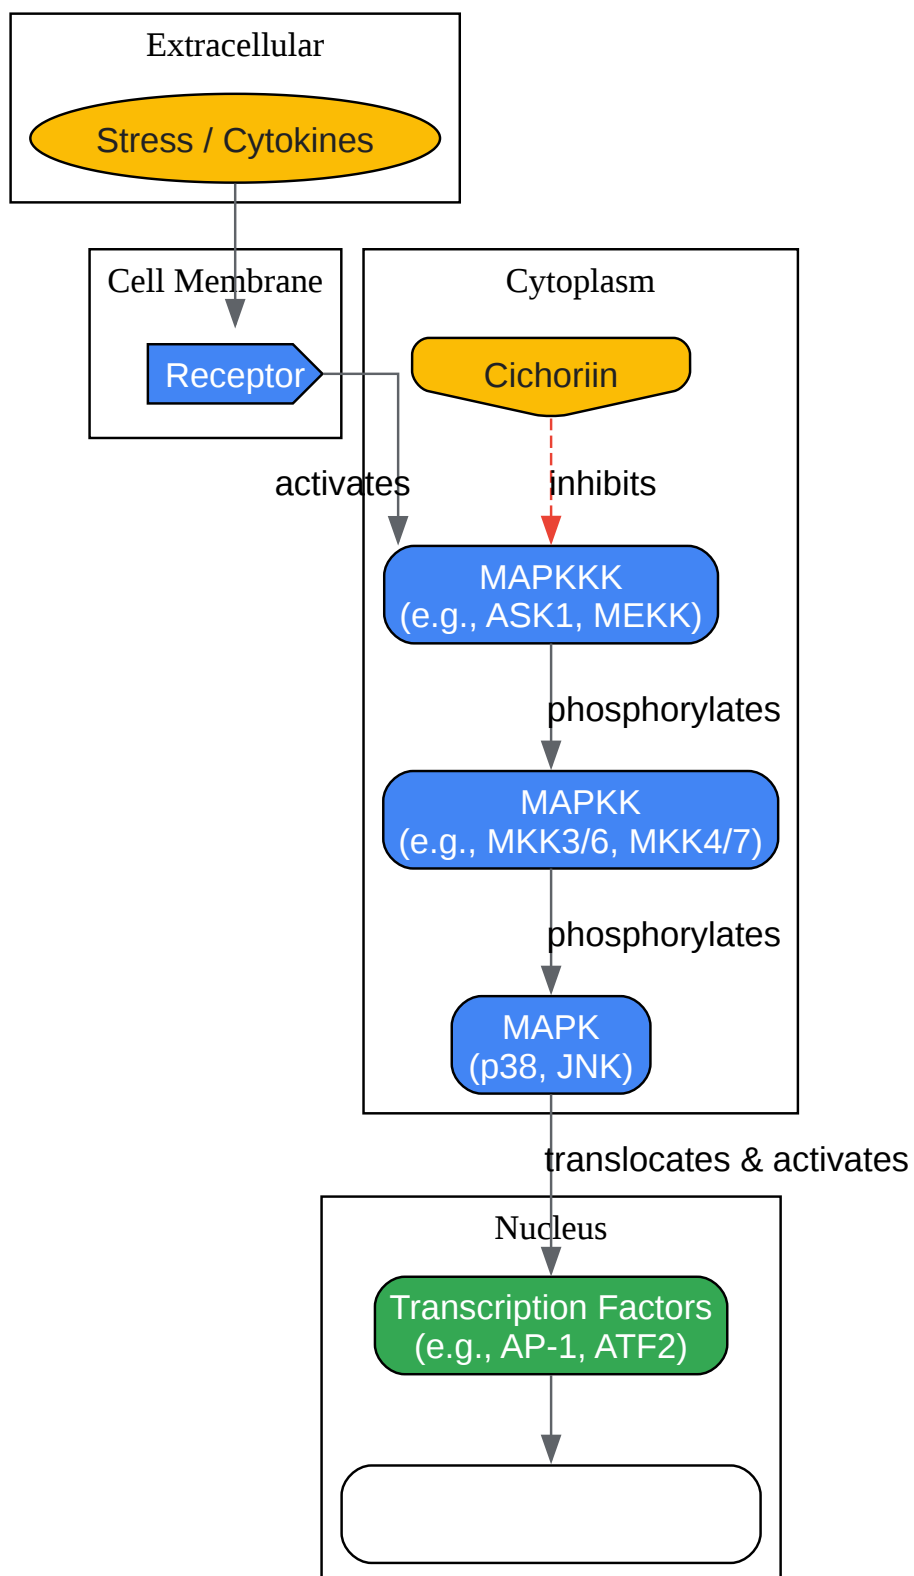 Extracellular
Stress / Cytokines
Cell Membrane
Cytoplasm
Receptor
Cichoriin
activates
inhibits
MAPKKK
(e.g., ASK1, MEKK)
phosphorylates
MAPKK
(e.g., MKK3/6, MKK4/7)
phosphorylates
MAPK
(p38, JNK)
translocates & activates
Nucleus
Transcription Factors
(e.g., AP-1, ATF2)